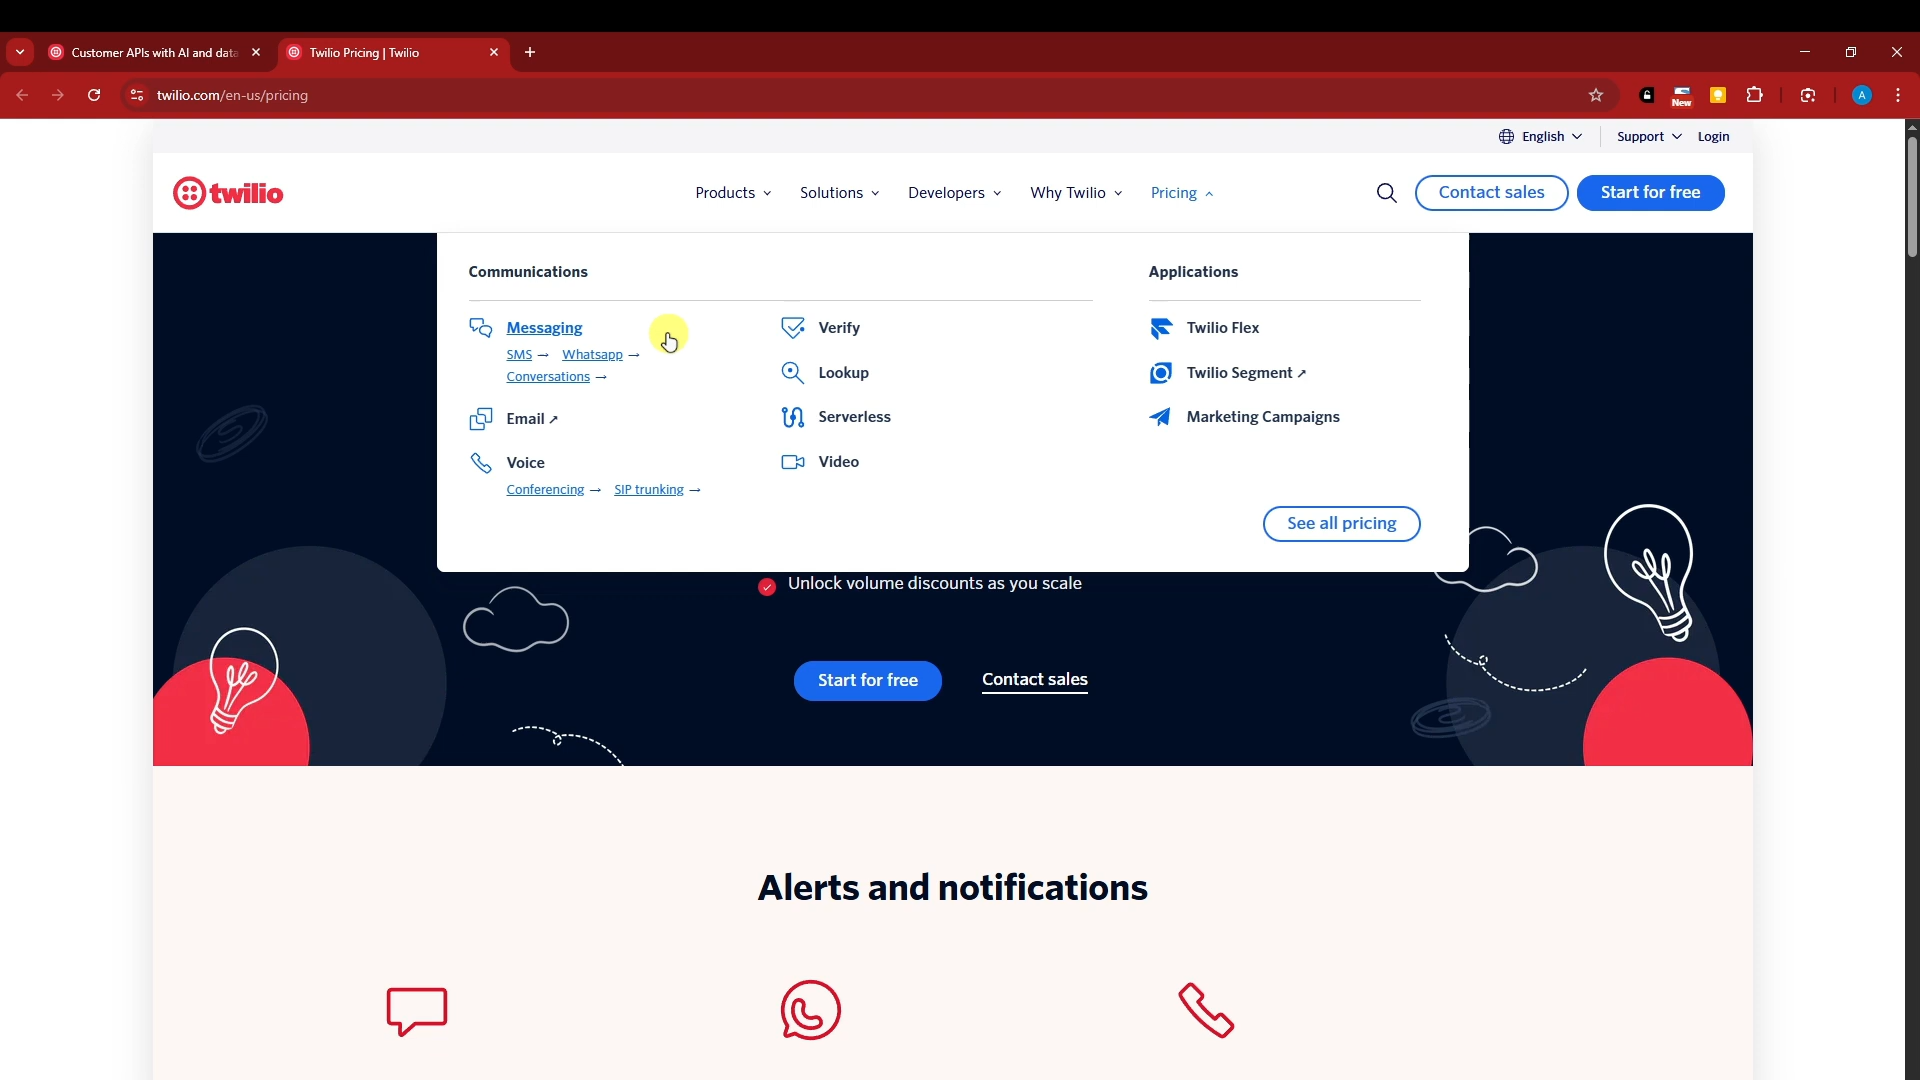 Customer APIs with AI and data
Twilio Pricing | Twilio
twilio.com/en-us/pricing
New
A
English
Support
Login
twilio
Products
Solutions
Developers
Why Twilio
Pricing
Contact sales
Start for free
Communications
Applications
Messaging
SMS → Whatsapp →
Conversations →
Email ↗
Voice
Conferencing → SIP trunking →
Verify
Lookup
Serverless
Video
Twilio Flex
Twilio Segment ↗
Marketing Campaigns
See all pricing
Unlock volume discounts as you scale
Start for free
Contact sales
Alerts and notifications